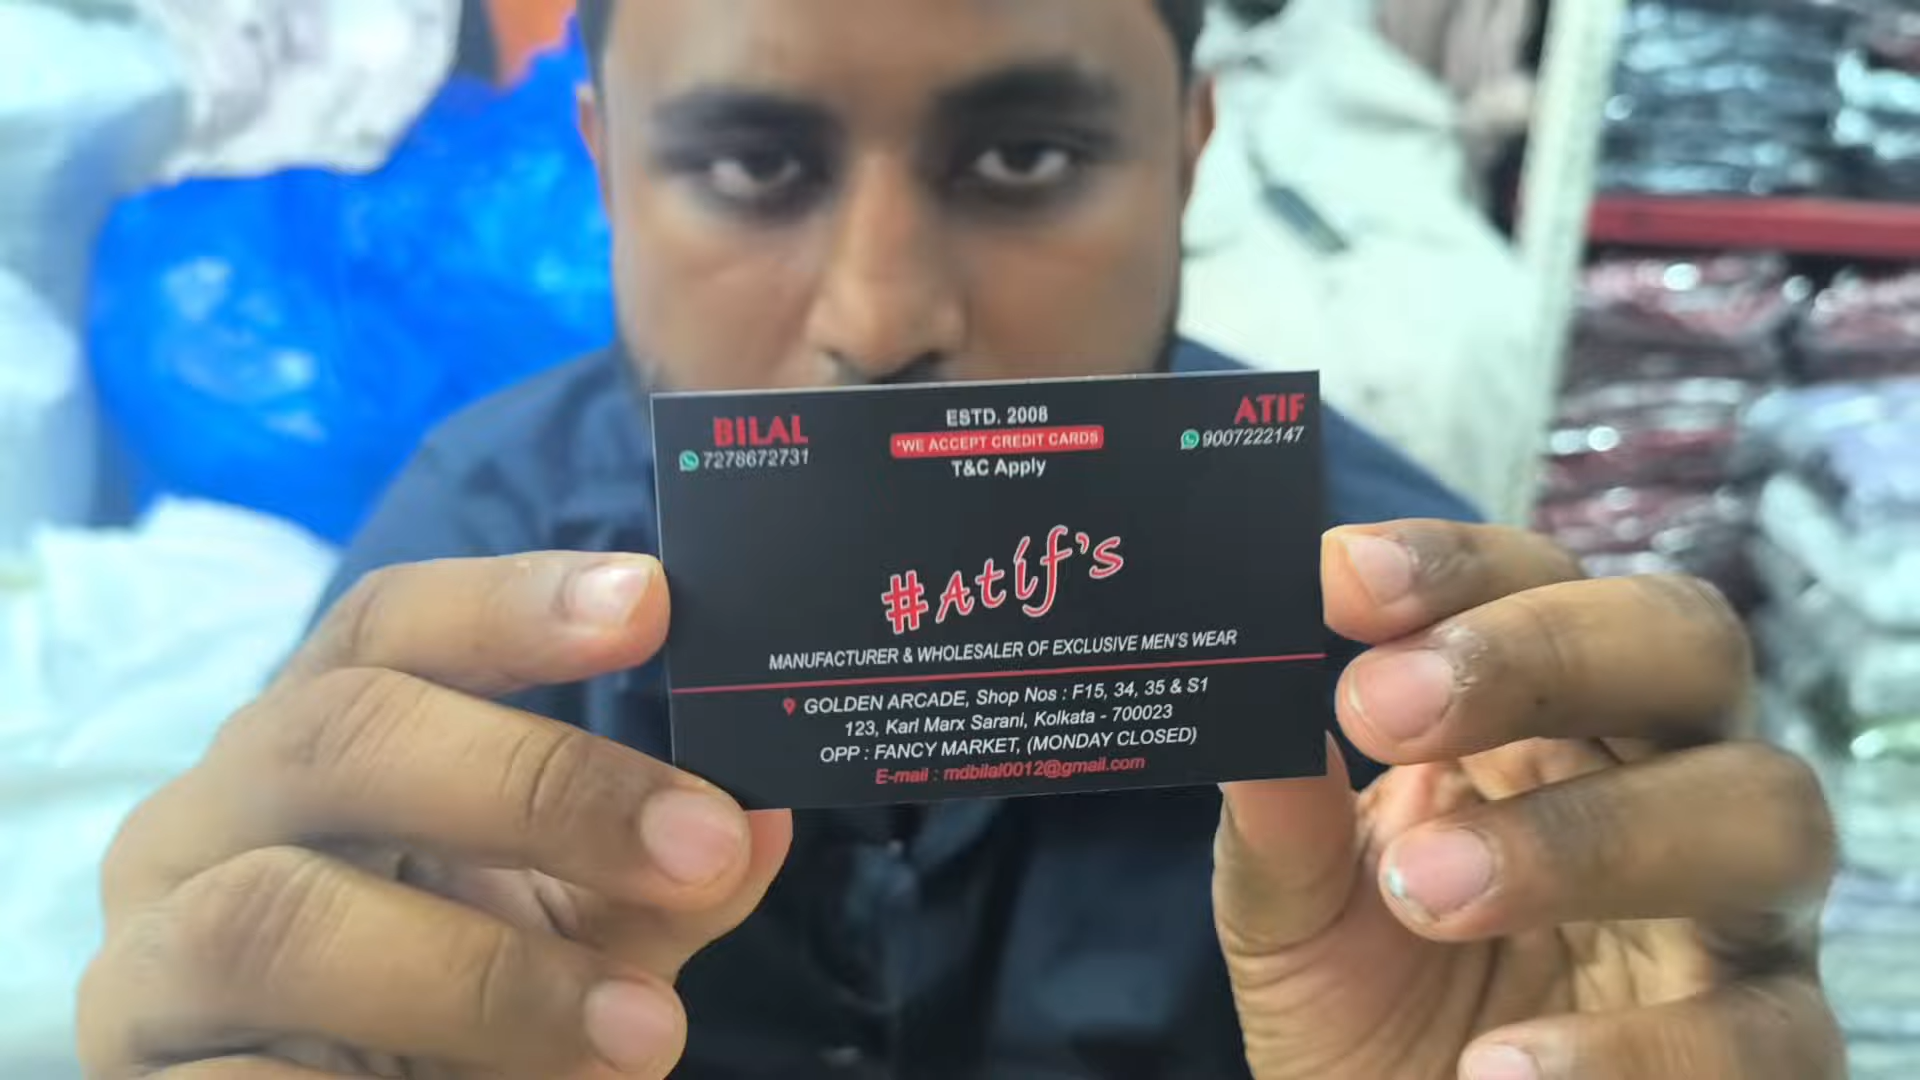 BILAL
7278672731
ESTD. 2008
*WE ACCEPT CREDIT CARDS
T&C Apply
ATIF
9007222147
#Atif's
MANUFACTURER & WHOLESALER OF EXCLUSIVE MEN'S WEAR
GOLDEN ARCADE, Shop Nos : F15, 34, 35 & S1
123, Karl Marx Sarani, Kolkata - 700023
OPP : FANCY MARKET, (MONDAY CLOSED)
E-mail : mdbilal0012@gmail.com